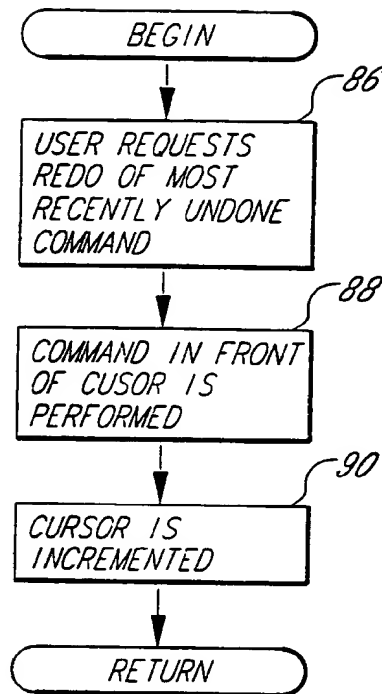 BEGIN
86
USER REQUESTS
REDO OF MOST
RECENTLY UNDONE
COMMAND
88
COMMAND IN FRONT
OF CUSOR IS
PERFORMED
90
CURSOR IS
INCREMENTED
RETURN